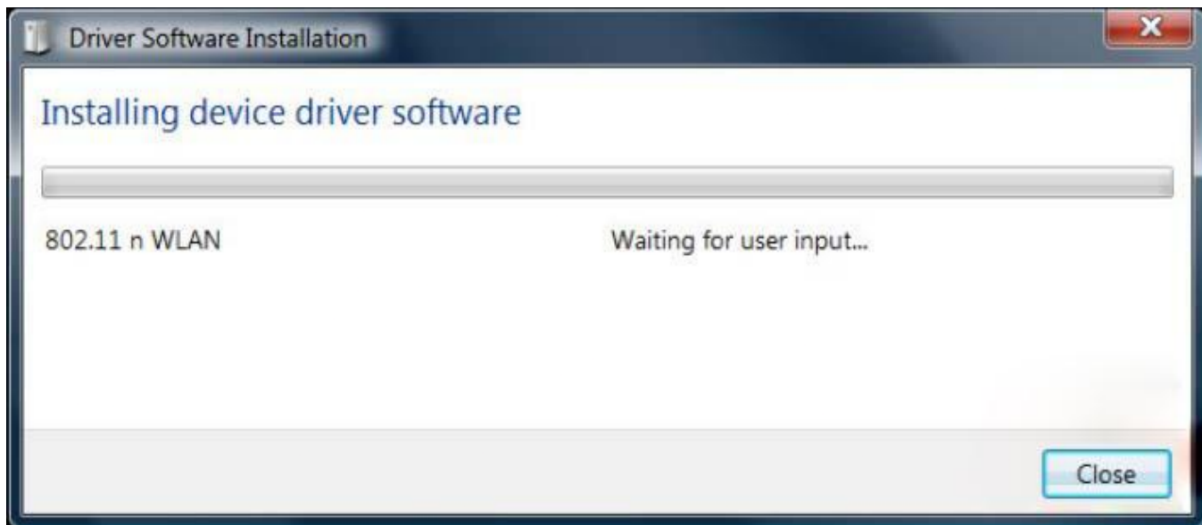 Driver Software Installation
Installing device driver software
802.11 n WLAN Waiting for user input...
Close